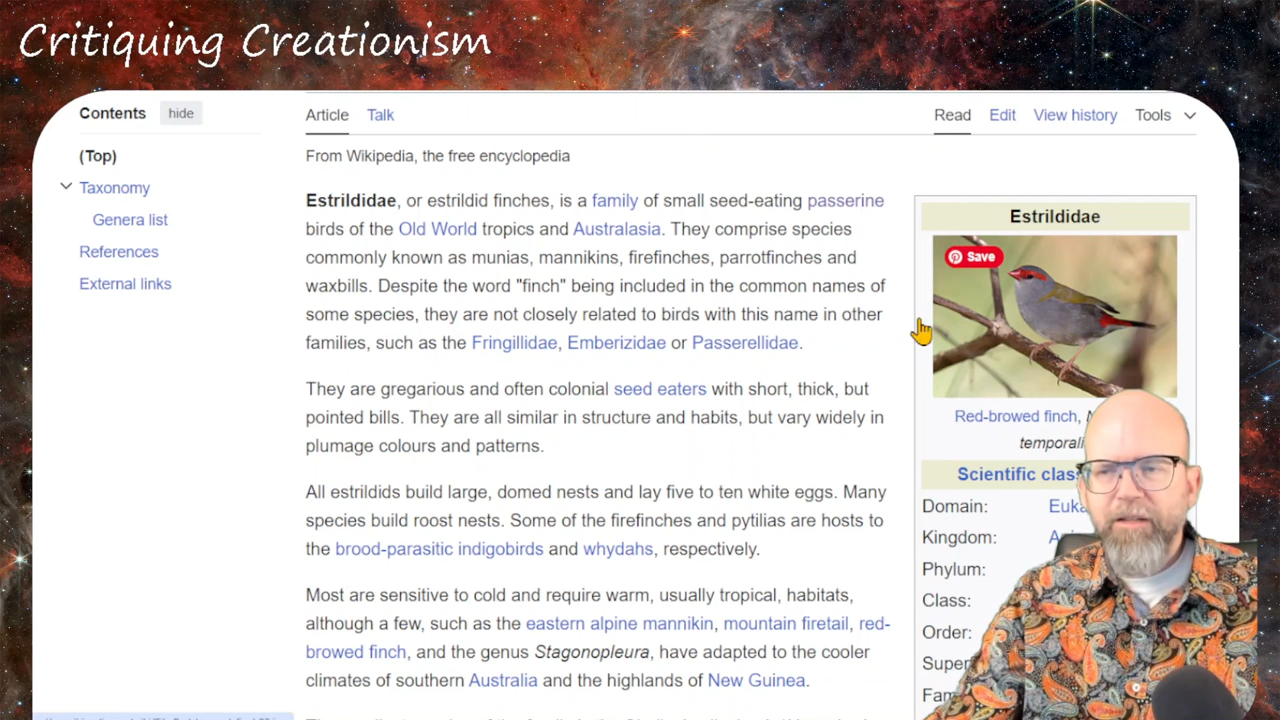 Critiquing Creationism
Contents hide
(Top)
Taxonomy
Genera list
References
External links
Article Talk
Read Edit View history Tools
From Wikipedia, the free encyclopedia
Estrildidae, or estrildid finches, is a family of small seed-eating passerine
birds of the Old World tropics and Australasia. They comprise species
commonly known as munias, mannikins, firefinches, parrotfinches and
waxbills. Despite the word "finch" being included in the common names of
some species, they are not closely related to birds with this name in other
families, such as the Fringillidae, Emberizidae or Passerellidae.
They are gregarious and often colonial seed eaters with short, thick, but
pointed bills. They are all similar in structure and habits, but vary widely in
plumage colours and patterns.
All estrildids build large, domed nests and lay five to ten white eggs. Many
species build roost nests. Some of the firefinches and pytilias are hosts to
the brood-parasitic indigobirds and whydahs, respectively.
Most are sensitive to cold and require warm, usually tropical, habitats,
although a few, such as the eastern alpine mannikin, mountain firetail, red-
browed finch, and the genus Stagonopleura, have adapted to the cooler
climates of southern Australia and the highlands of New Guinea.
Estrildidae
Save
Red-browed finch,
temporali
Scientific clas
Domain: Euka
Kingdom:
Phylum:
Class:
Order:
Super
Fam